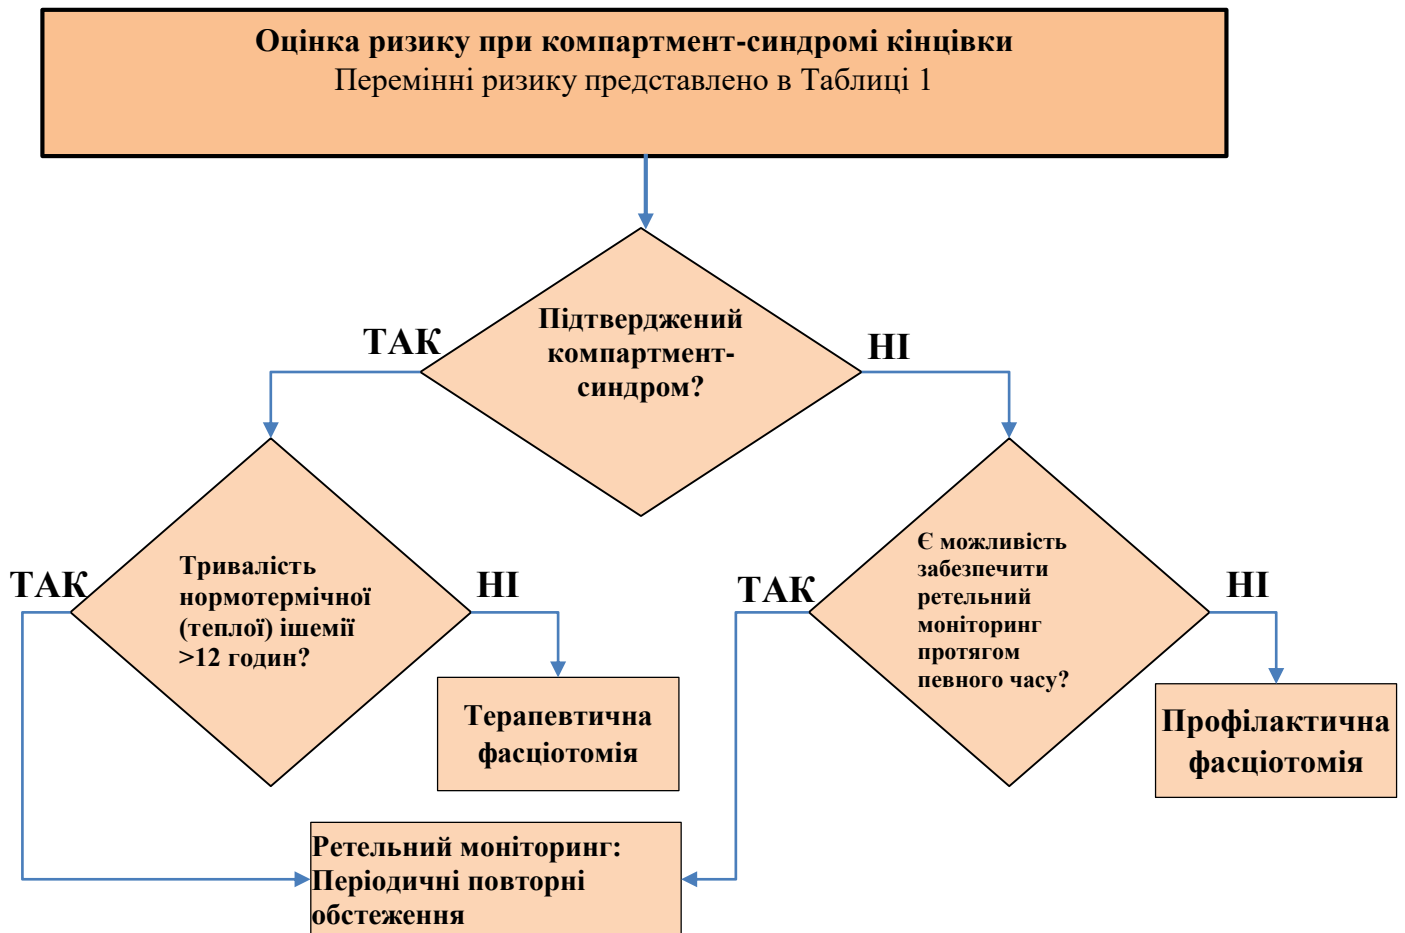 Оцінка ризику при компартмент-синдромі кінцівки
Перемінні ризику представлено в Таблиці 1
Підтверджений
компартмент-
синдром?
ТАК
НІ
Тривалість
нормотермічної
(теплої) ішемії
>12 годин?
ТАК
НІ
Є можливість
забезпечити
ретельний
моніторинг
протягом
певного часу?
ТАК
НІ
Терапевтична
фасціотомія
Профілактична
фасціотомія
Ретельний моніторинг:
Періодичні повторні
обстеження